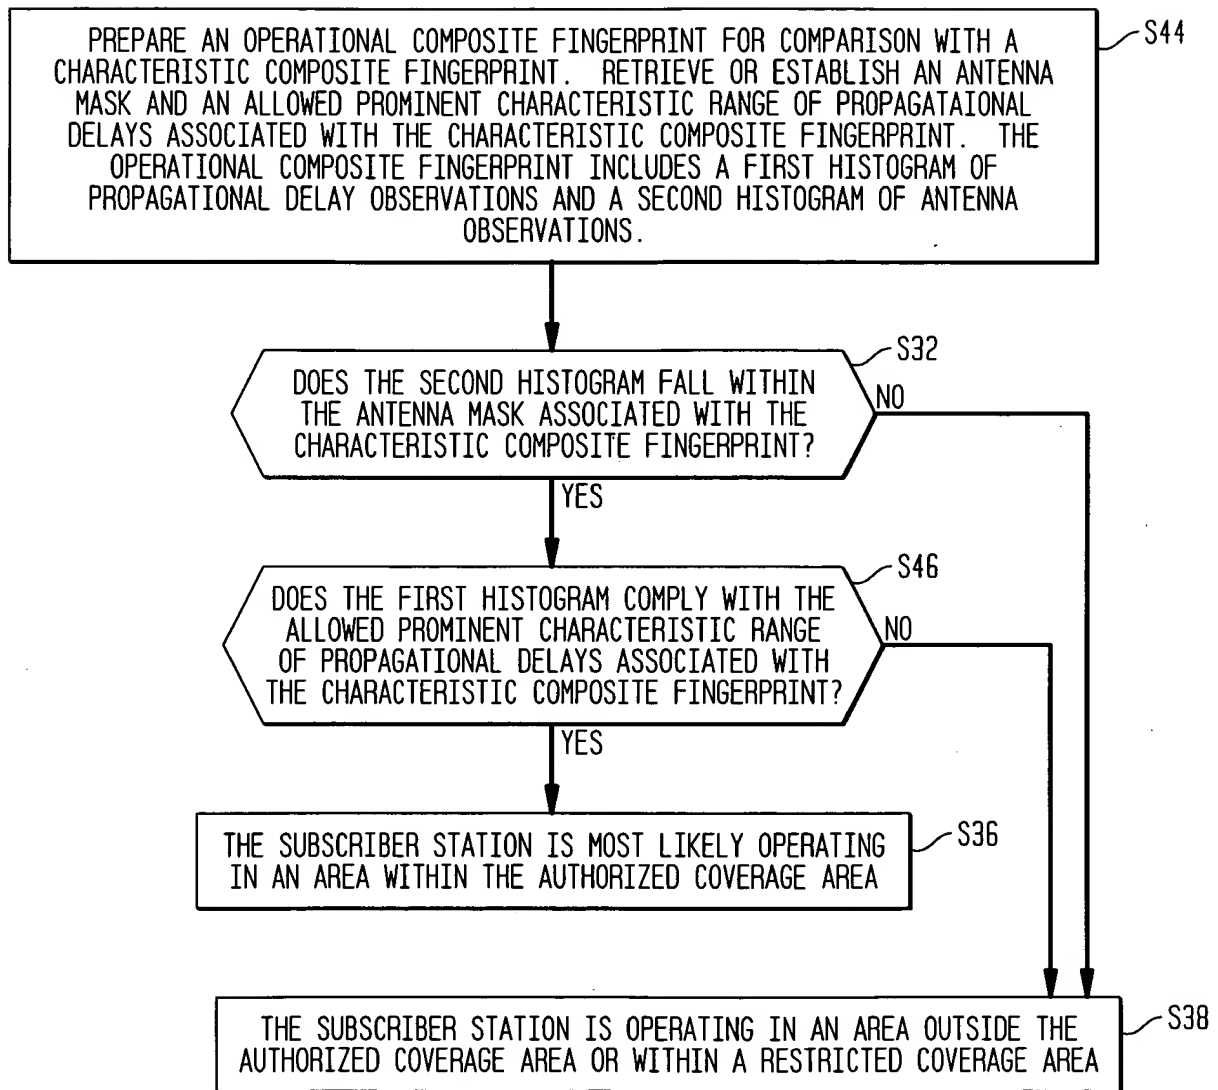 PREPARE AN OPERATIONAL COMPOSITE FINGERPRINT FOR COMPARISON WITH A
CHARACTERISTIC COMPOSITE FINGERPRINT. RETRIEVE OR ESTABLISH AN ANTENNA
MASK AND AN ALLOWED PROMINENT CHARACTERISTIC RANGE OF PROPAGATAIONAL
DELAYS ASSOCIATED WITH THE CHARACTERISTIC COMPOSITE FINGERPRINT. THE
OPERATIONAL COMPOSITE FINGERPRINT INCLUDES A FIRST HISTOGRAM OF
PROPAGATIONAL DELAY OBSERVATIONS AND A SECOND HISTOGRAM OF ANTENNA
OBSERVATIONS.
S44
DOES THE SECOND HISTOGRAM FALL WITHIN
THE ANTENNA MASK ASSOCIATED WITH THE
CHARACTERISTIC COMPOSITE FINGERPRINT?
S32
NO
YES
DOES THE FIRST HISTOGRAM COMPLY WITH THE
ALLOWED PROMINENT CHARACTERISTIC RANGE
OF PROPAGATIONAL DELAYS ASSOCIATED WITH
THE CHARACTERISTIC COMPOSITE FINGERPRINT?
S46
NO
YES
THE SUBSCRIBER STATION IS MOST LIKELY OPERATING
IN AN AREA WITHIN THE AUTHORIZED COVERAGE AREA
S36
THE SUBSCRIBER STATION IS OPERATING IN AN AREA OUTSIDE THE
AUTHORIZED COVERAGE AREA OR WITHIN A RESTRICTED COVERAGE AREA
S38